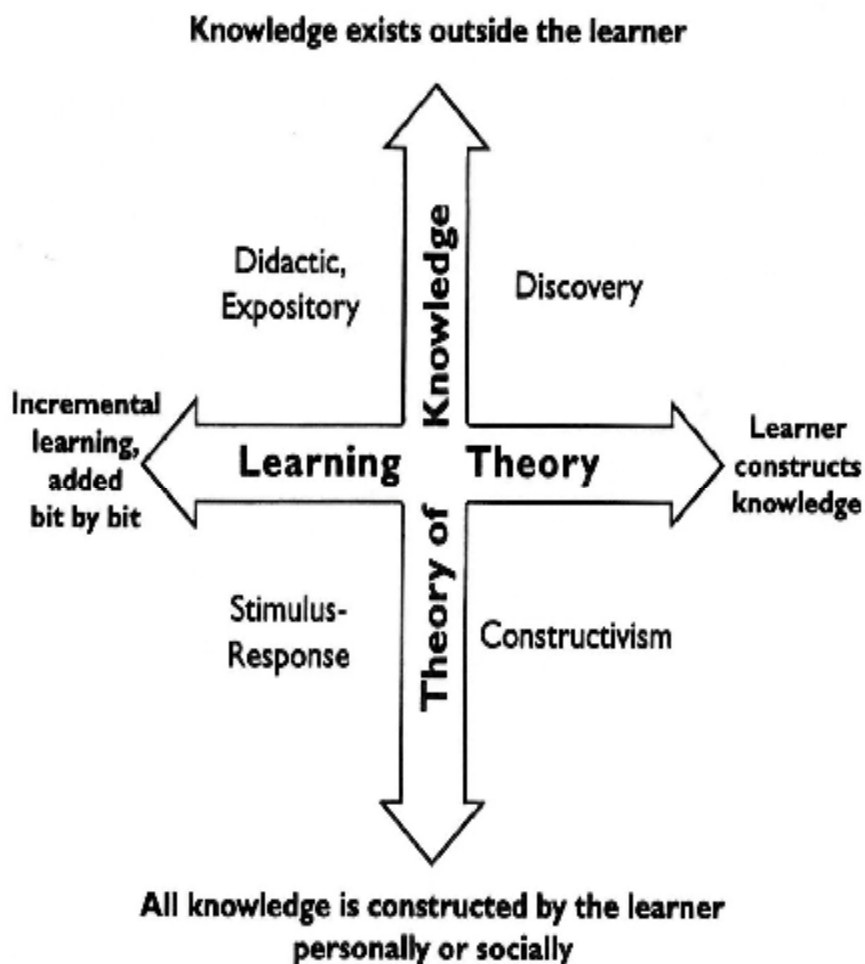 Knowledge exists outside the learner
Didactic,
Expository
Discovery
Theory of Knowledge
Incremental
learning,
added
bit by bit
Learning Theory
Learner
constructs
knowledge
Stimulus-
Response
Constructivism
All knowledge is constructed by the learner
personally or socially